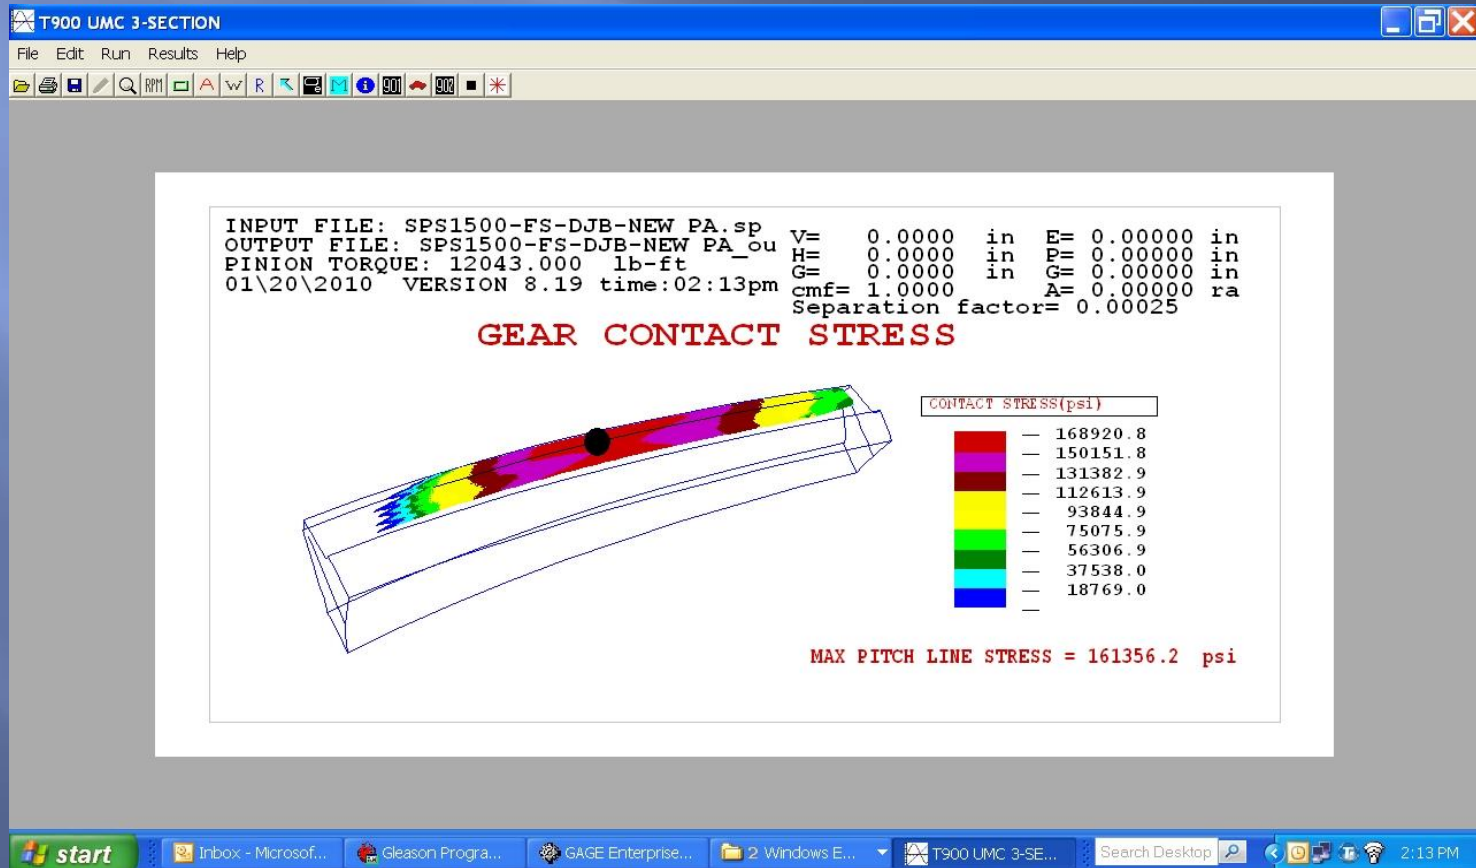 T900 UMC 3-SECTION
File Edit Run Results Help
RPM A W R M i 901 902
INPUT FILE: SPS1500-FS-DJB-NEW PA.sp
OUTPUT FILE: SPS1500-FS-DJB-NEW PA_ou
PINION TORQUE: 12043.000 lb-ft
01\20\2010 VERSION 8.19 time:02:13pm
V= 0.0000 in E= 0.00000 in
H= 0.0000 in P= 0.00000 in
G= 0.0000 in G= 0.00000 in
cmf= 1.0000 A= 0.00000 ra
Separation factor= 0.00025
GEAR CONTACT STRESS
CONTACT STRESS(psi)
168920.8
150151.8
131382.9
112613.9
93844.9
75075.9
56306.9
37538.0
18769.0
MAX PITCH LINE STRESS = 161356.2 psi
start Inbox - Microsof... Gleason Progra... GAGE Enterprise... 2 Windows E... T900 UMC 3-SE... Search Desktop 2:13 PM